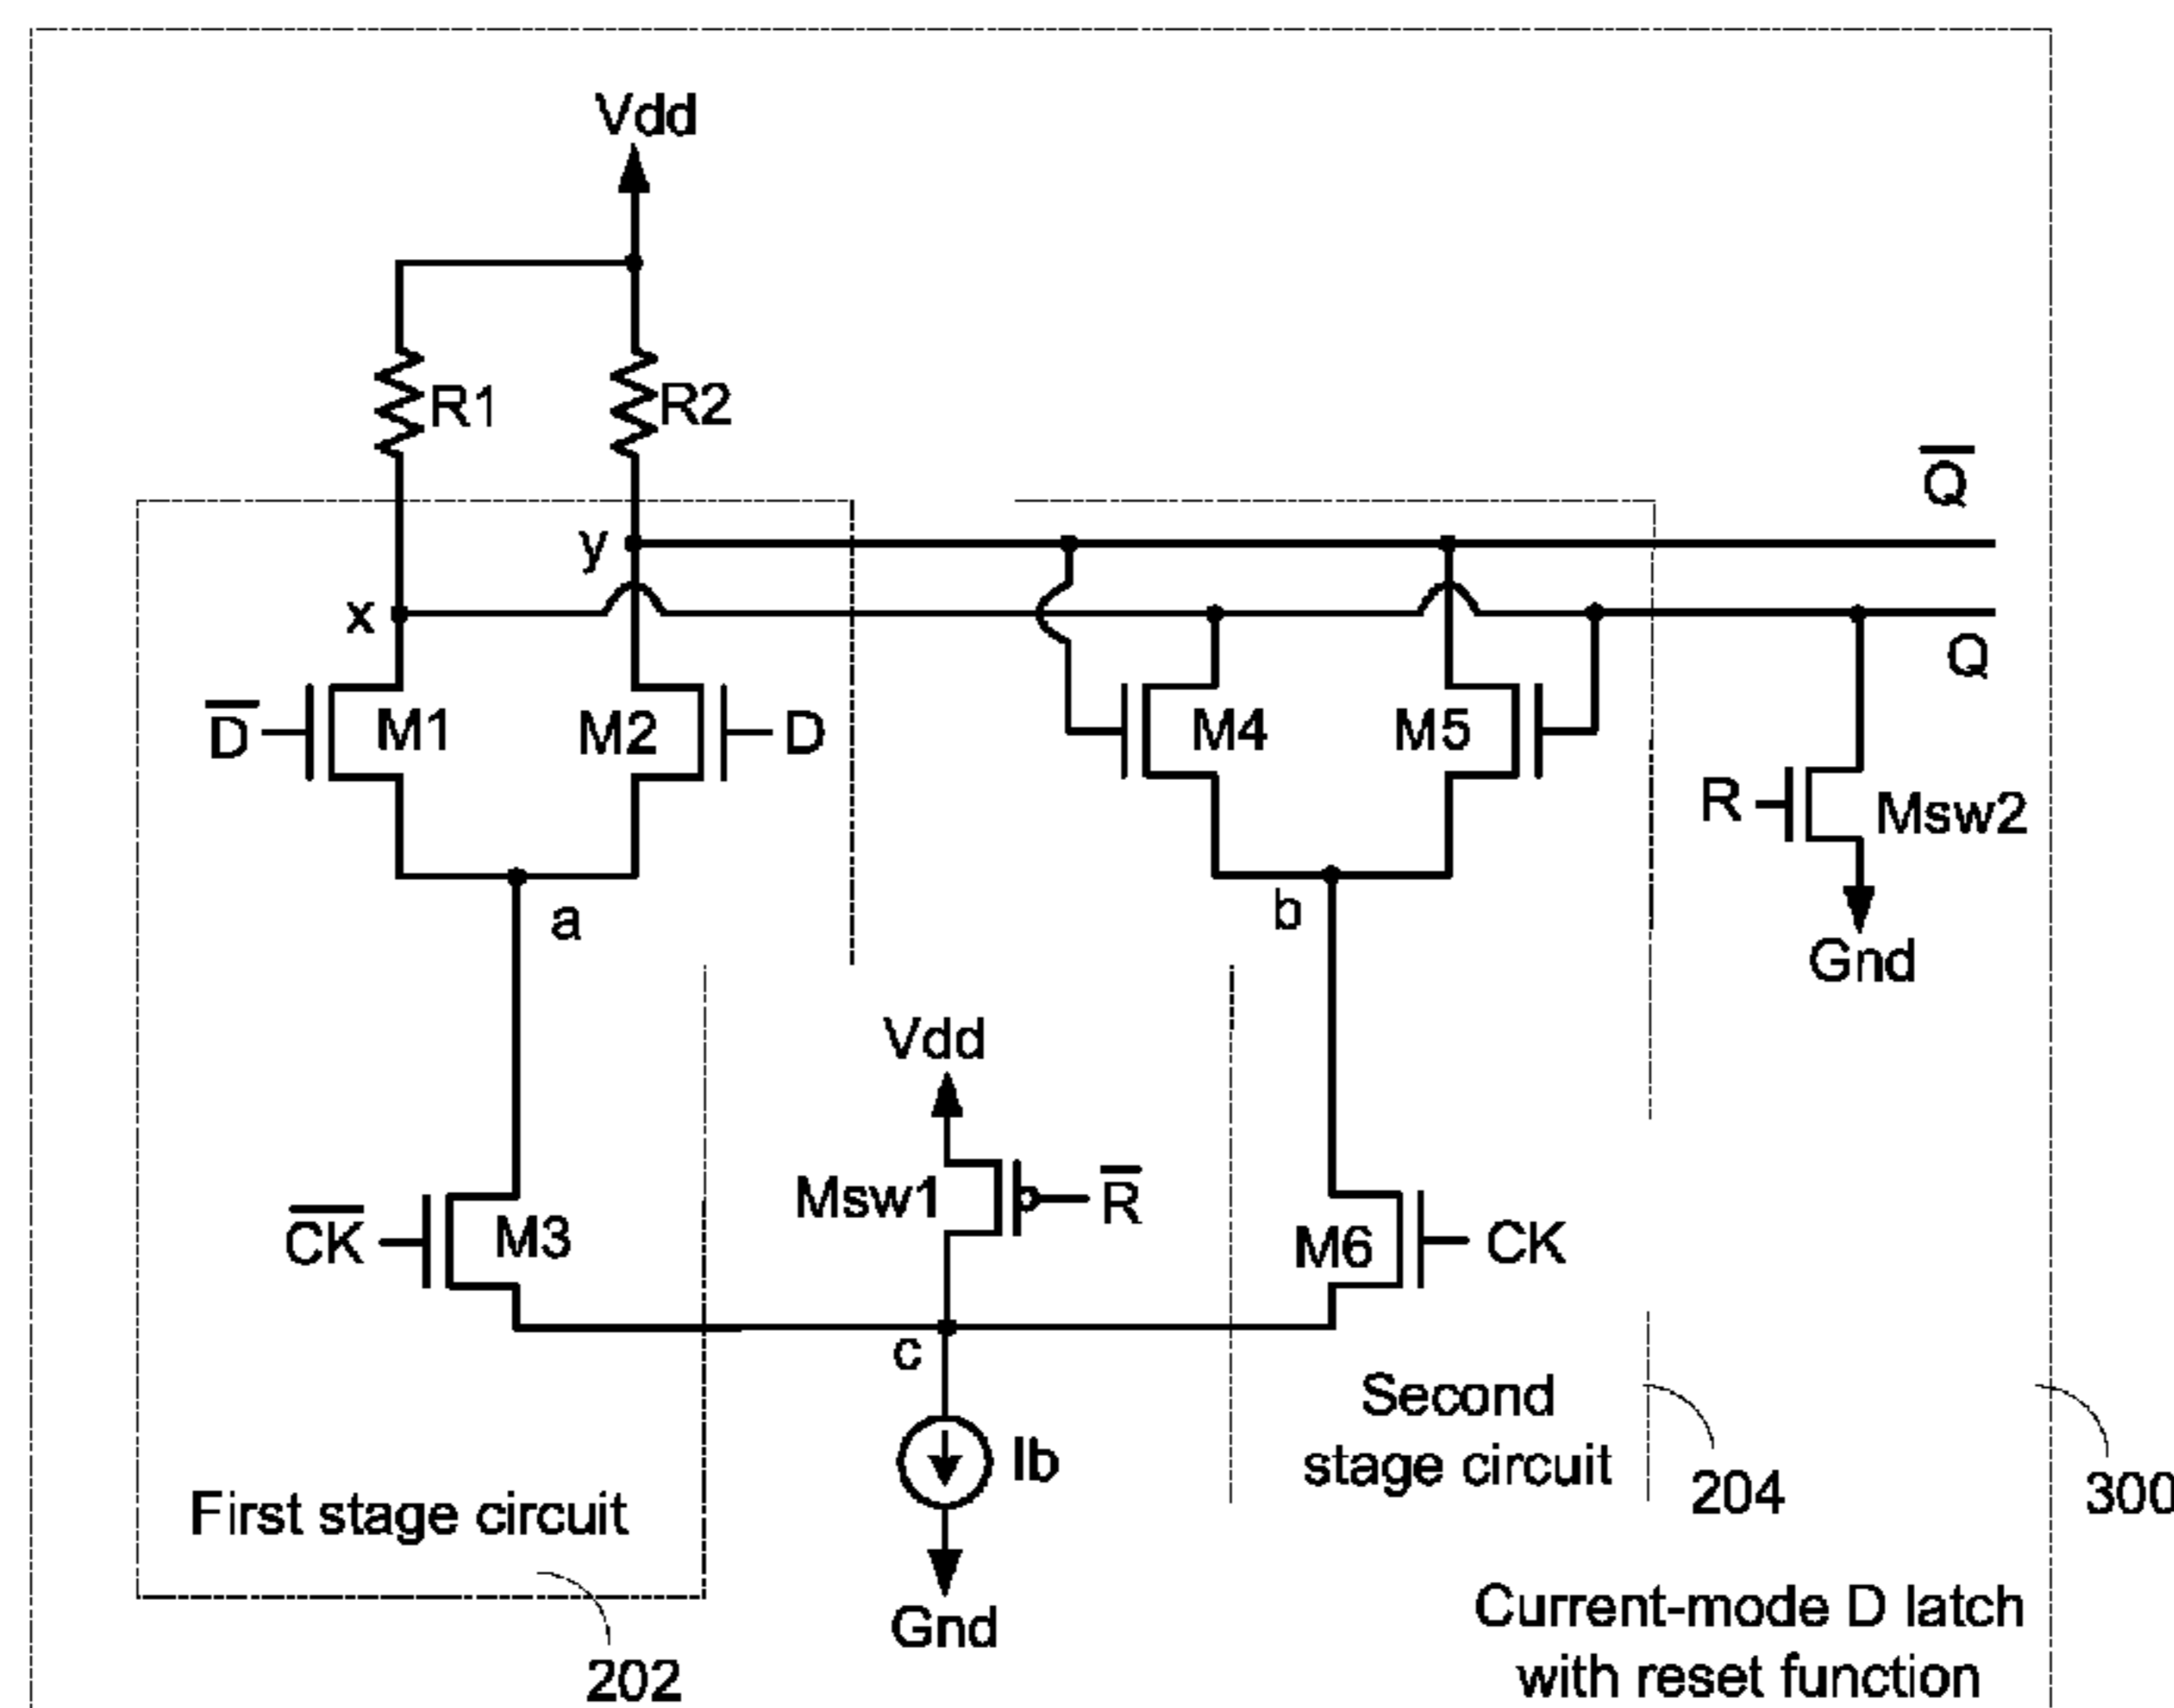 Vdd
R1
R2
Q̅
y
x
Q
D̅
M1
M2
D
M4
M5
R
Msw2
a
b
Gnd
Vdd
Msw1
R̅
C̅K̅
M3
M6
CK
c
Second
stage circuit
Ib
204
300
First stage circuit
Gnd
202
Current-mode D latch
with reset function